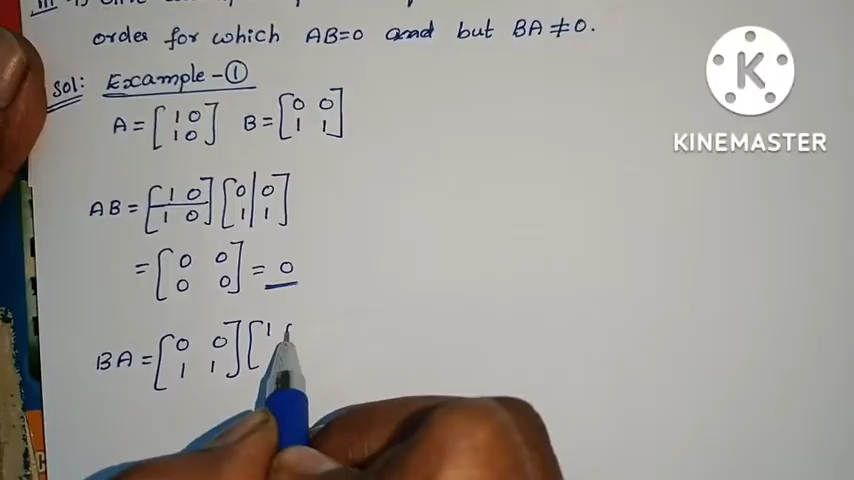 order for which AB=0 and but BA≠0.
Sol: Example-①
A = [1 0 1 0] B = [0 0 1 1]
AB = [1 0 1 0] [0 0 1 1]
= [0 0 0 0] = 0
BA = [0 0 1 1] [1
K
KINEMASTER